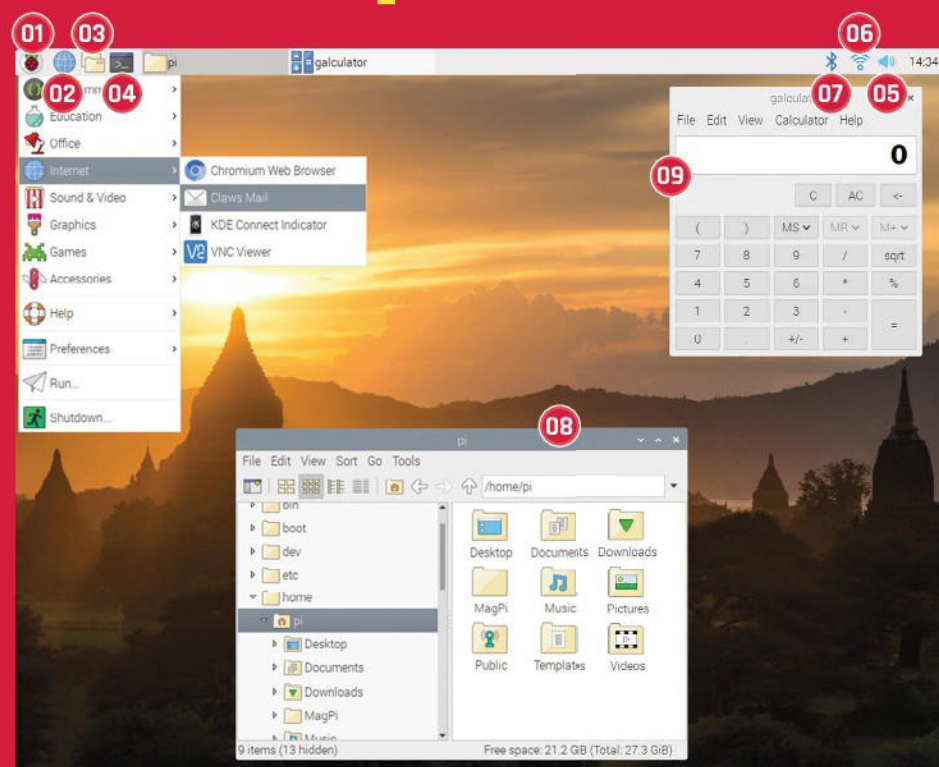 01 03 06
pi galculator 14:34
02 04 07 05
Education
Office
Internet
Sound & Video
Graphics
Games
Accessories
Help
Preferences
Run...
Shutdown...
Chromium Web Browser
Claws Mail
KDE Connect Indicator
VNC Viewer
File Edit View Calculator Help
0
09
C AC <-
( ) MS MR M+
7 8 9 / sqrt
4 5 6 * %
1 2 3 - =
0 . +/- +
08
pi
File Edit View Sort Go Tools
/home/pi
bin
boot
dev
etc
home
pi
Desktop
Documents
Downloads
MagPi
Music
Desktop Documents Downloads
MagPi Music Pictures
Public Templates Videos
9 items (13 hidden) Free space: 21.2 GB (Total: 27.3 GiB)